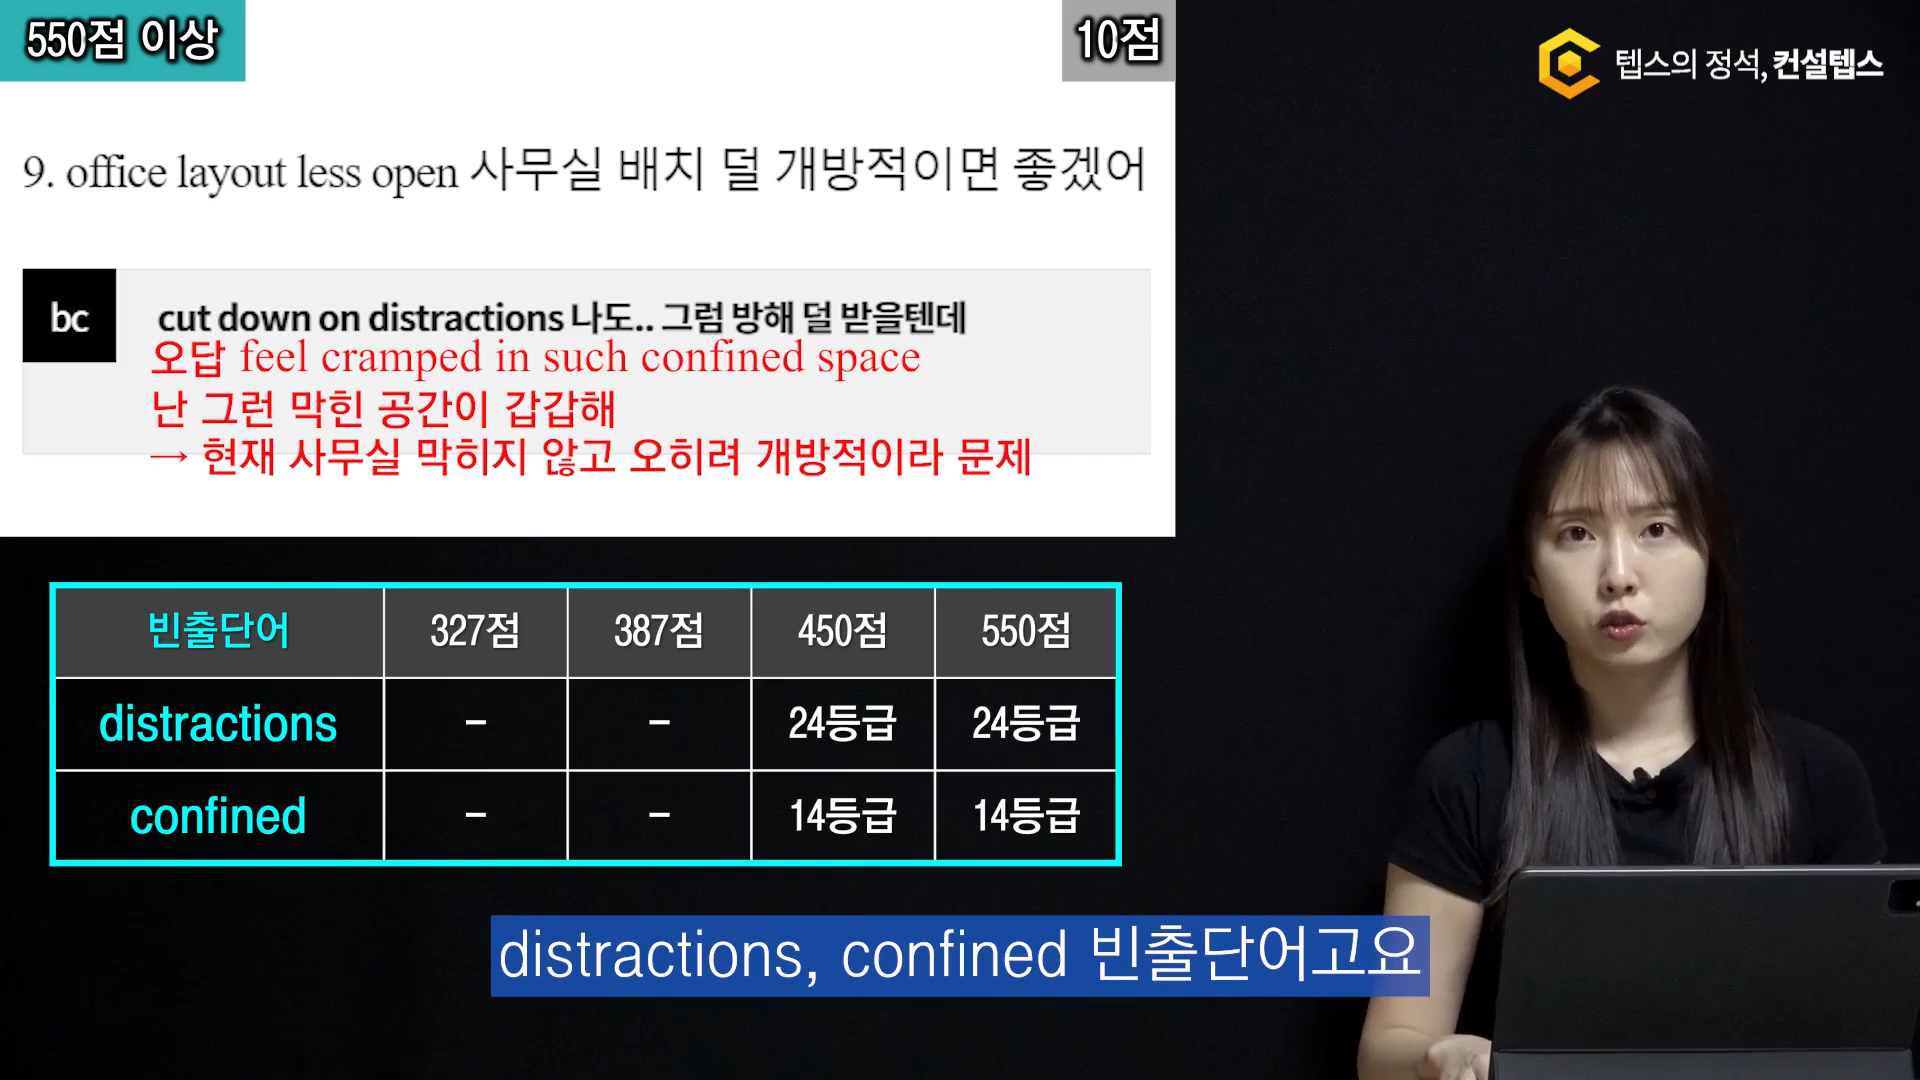 550점 이상
10점
텝스의 정석, 컨설텝스
9. office layout less open 사무실 배치 덜 개방적이면 좋겠어
bc
cut down on distractions 나도.. 그럼 방해 덜 받을텐데
오답 feel cramped in such confined space
난 그런 막힌 공간이 갑갑해
→ 현재 사무실 막히지 않고 오히려 개방적이라 문제
빈출단어 327점 387점 450점 550점
distractions - - 24등급 24등급
confined - - 14등급 14등급
distractions, confined 빈출단어고요